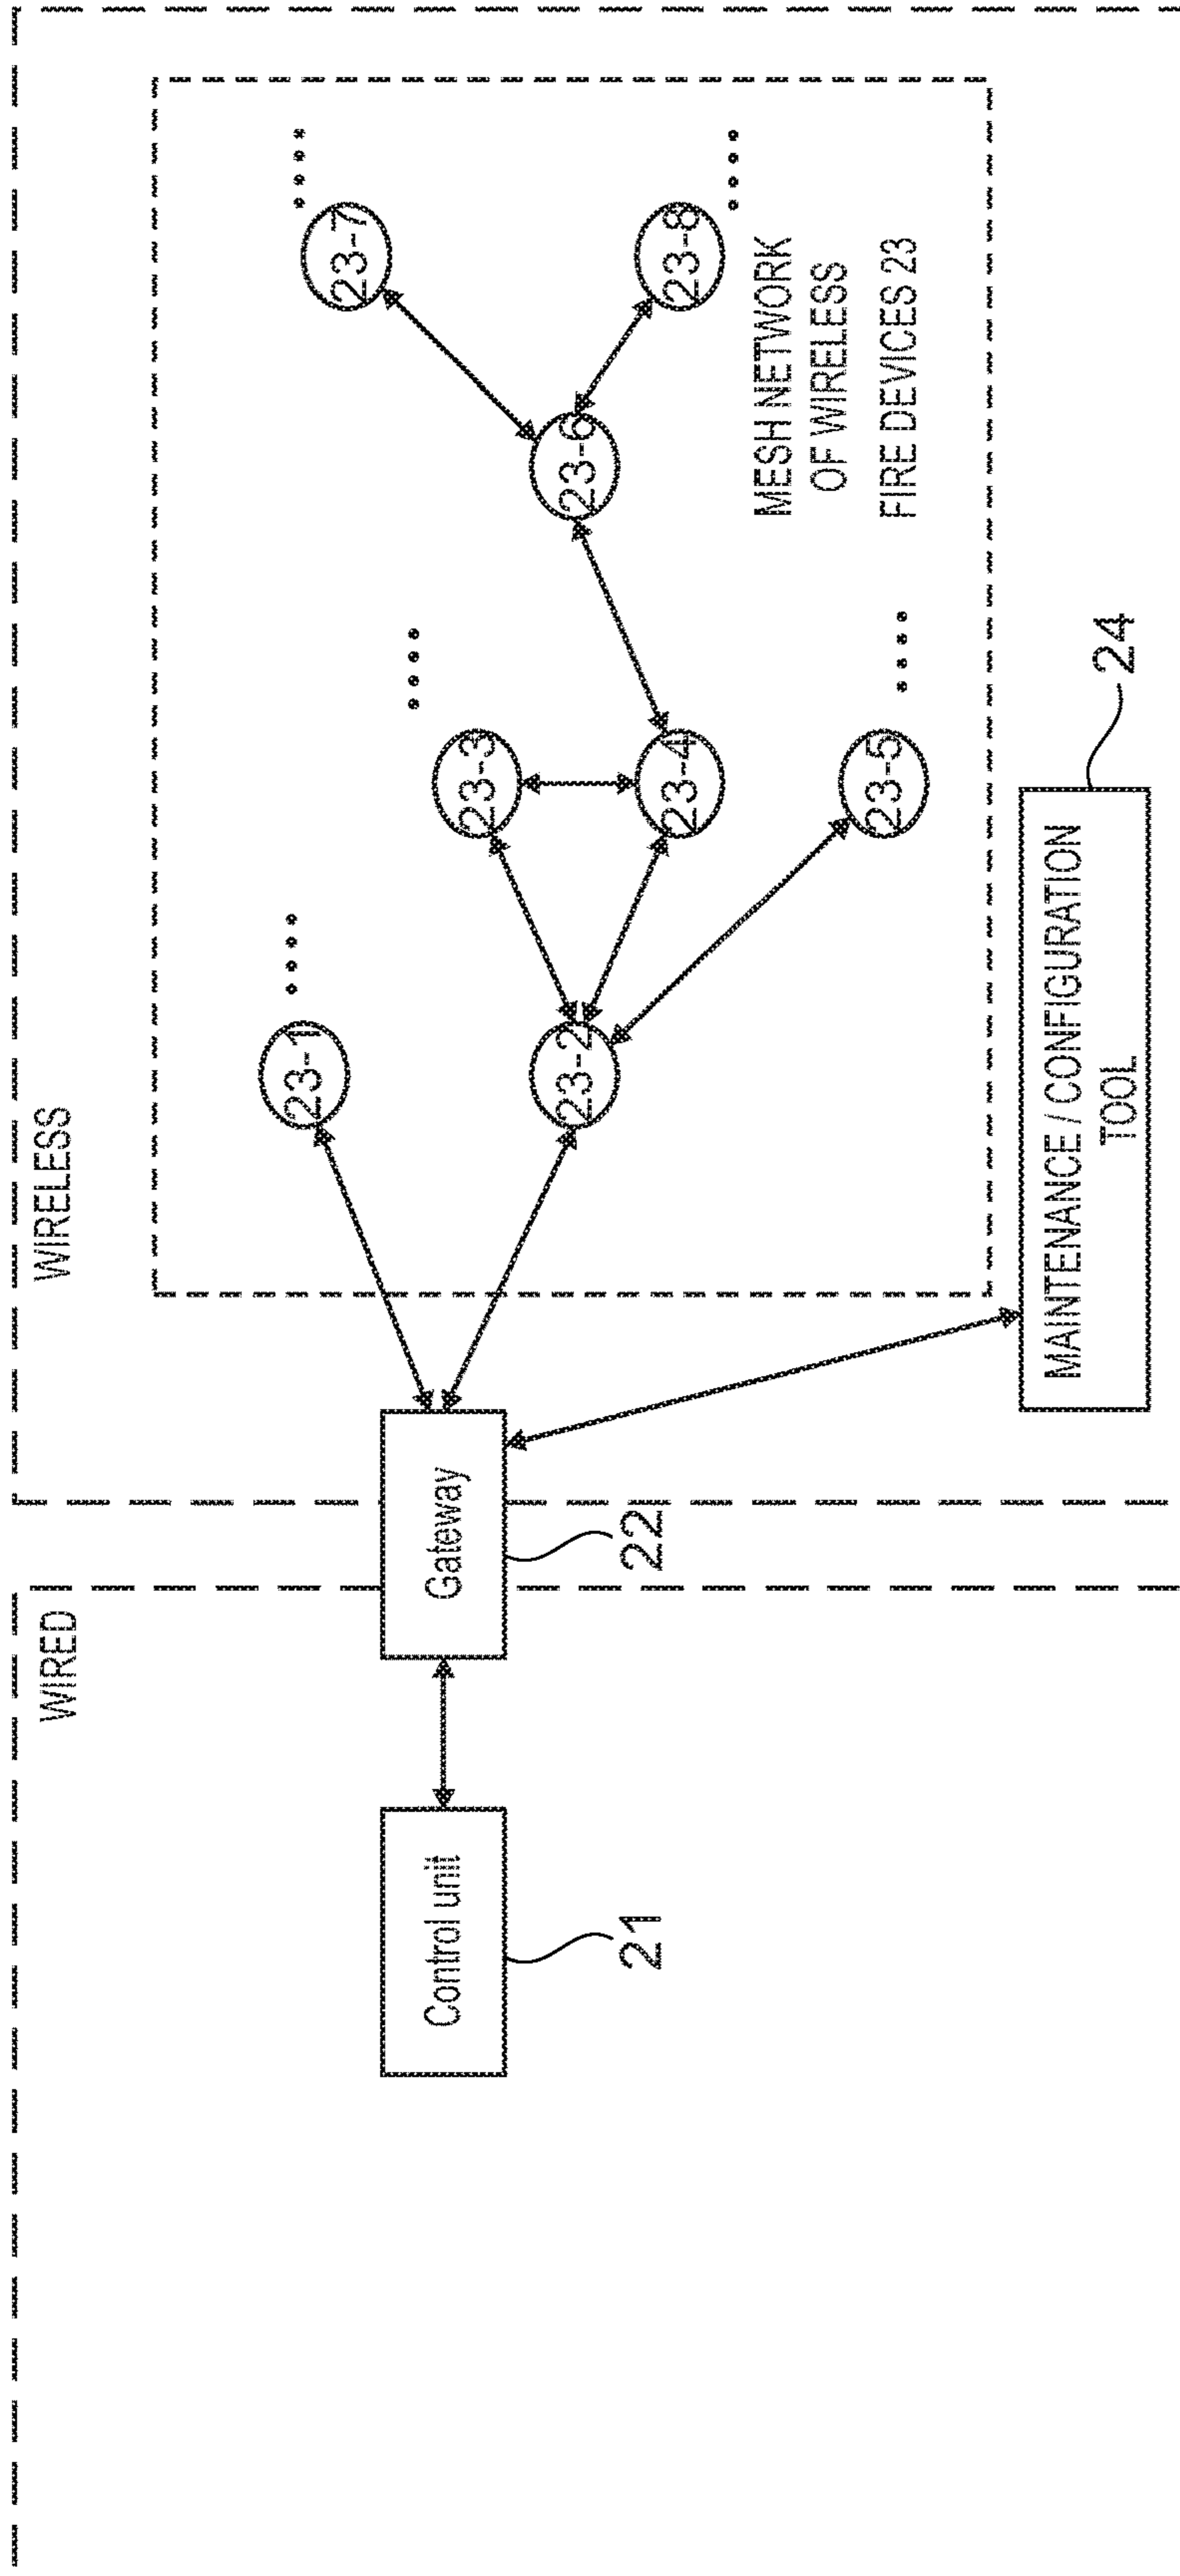 WIRED
WIRELESS
Control unit
21
Gateway
22
23-1
23-2
23-3
23-4
23-5
23-6
23-7
23-8
MESH NETWORK
OF WIRELESS
FIRE DEVICES 23
MAINTENANCE / CONFIGURATION
TOOL
24